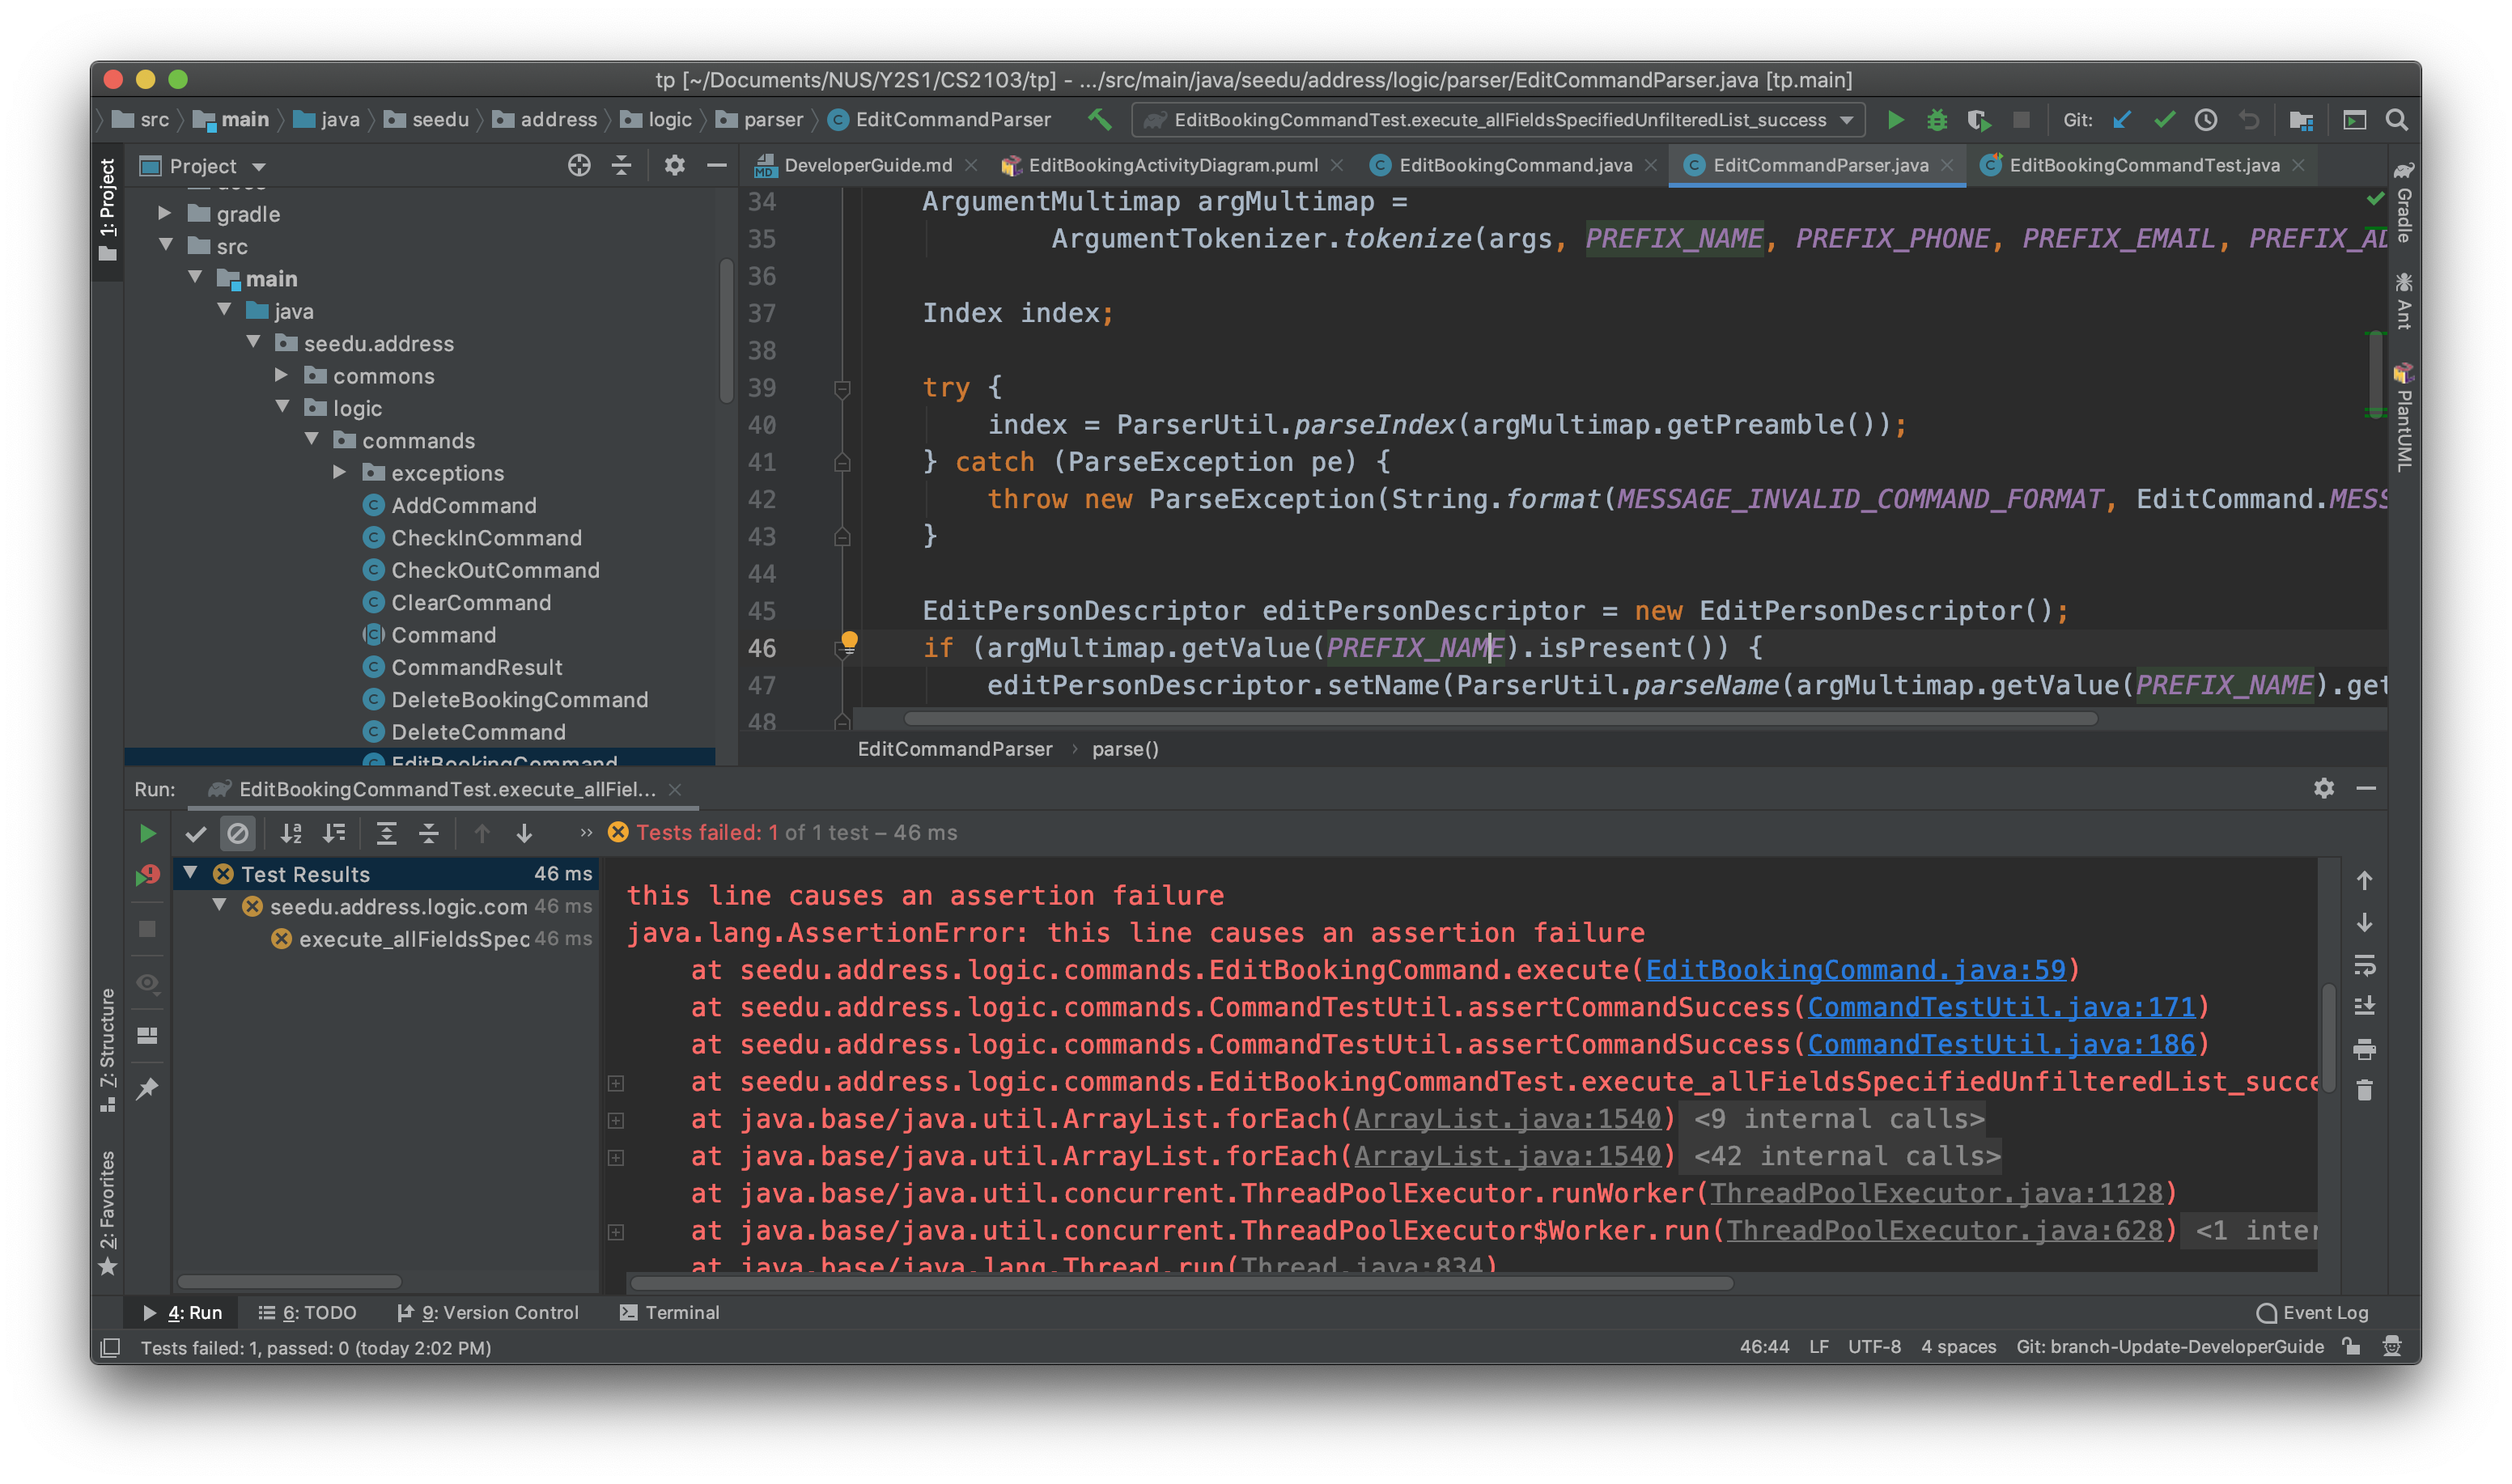 tp [~/Documents/NUS/Y2S1/CS2103/tp] - .../src/main/java/seedu/address/logic/parser/EditCommandParser.java [tp.main]
src main java seedu address logic parser EditCommandParser EditBookingCommandTest.execute_allFieldsSpecifiedUnfilteredList_success Git:
1: Project
Project
DeveloperGuide.md EditBookingActivityDiagram.puml EditBookingCommand.java EditCommandParser.java EditBookingCommandTest.java
gradle
src
main
java
seedu.address
commons
logic
commands
exceptions
AddCommand
CheckInCommand
CheckOutCommand
ClearCommand
Command
CommandResult
DeleteBookingCommand
DeleteCommand
EditBookingCommand
34 ArgumentMultimap argMultimap =
35 ArgumentTokenizer.tokenize(args, PREFIX_NAME, PREFIX_PHONE, PREFIX_EMAIL, PREFIX_AD
36
37 Index index;
38
39 try {
40 index = ParserUtil.parseIndex(argMultimap.getPreamble());
41 } catch (ParseException pe) {
42 throw new ParseException(String.format(MESSAGE_INVALID_COMMAND_FORMAT, EditCommand.MESS
43 }
44
45 EditPersonDescriptor editPersonDescriptor = new EditPersonDescriptor();
46 if (argMultimap.getValue(PREFIX_NAME).isPresent()) {
47 editPersonDescriptor.setName(ParserUtil.parseName(argMultimap.getValue(PREFIX_NAME).get
48
EditCommandParser › parse()
Gradle
Ant
PlantUML
Run: EditBookingCommandTest.execute_allFiel...
» Tests failed: 1 of 1 test – 46 ms
Test Results 46 ms
seedu.address.logic.com 46 ms
execute_allFieldsSpec 46 ms
this line causes an assertion failure
java.lang.AssertionError: this line causes an assertion failure
at seedu.address.logic.commands.EditBookingCommand.execute(EditBookingCommand.java:59)
at seedu.address.logic.commands.CommandTestUtil.assertCommandSuccess(CommandTestUtil.java:171)
at seedu.address.logic.commands.CommandTestUtil.assertCommandSuccess(CommandTestUtil.java:186)
at seedu.address.logic.commands.EditBookingCommandTest.execute_allFieldsSpecifiedUnfilteredList_succe
at java.base/java.util.ArrayList.forEach(ArrayList.java:1540) <9 internal calls>
at java.base/java.util.ArrayList.forEach(ArrayList.java:1540) <42 internal calls>
at java.base/java.util.concurrent.ThreadPoolExecutor.runWorker(ThreadPoolExecutor.java:1128)
at java.base/java.util.concurrent.ThreadPoolExecutor$Worker.run(ThreadPoolExecutor.java:628) <1 inter
at java.base/java.lang.Thread.run(Thread.java:834)
Z: Structure
2: Favorites
4: Run 6: TODO 9: Version Control Terminal Event Log
Tests failed: 1, passed: 0 (today 2:02 PM) 46:44 LF UTF-8 4 spaces Git: branch-Update-DeveloperGuide